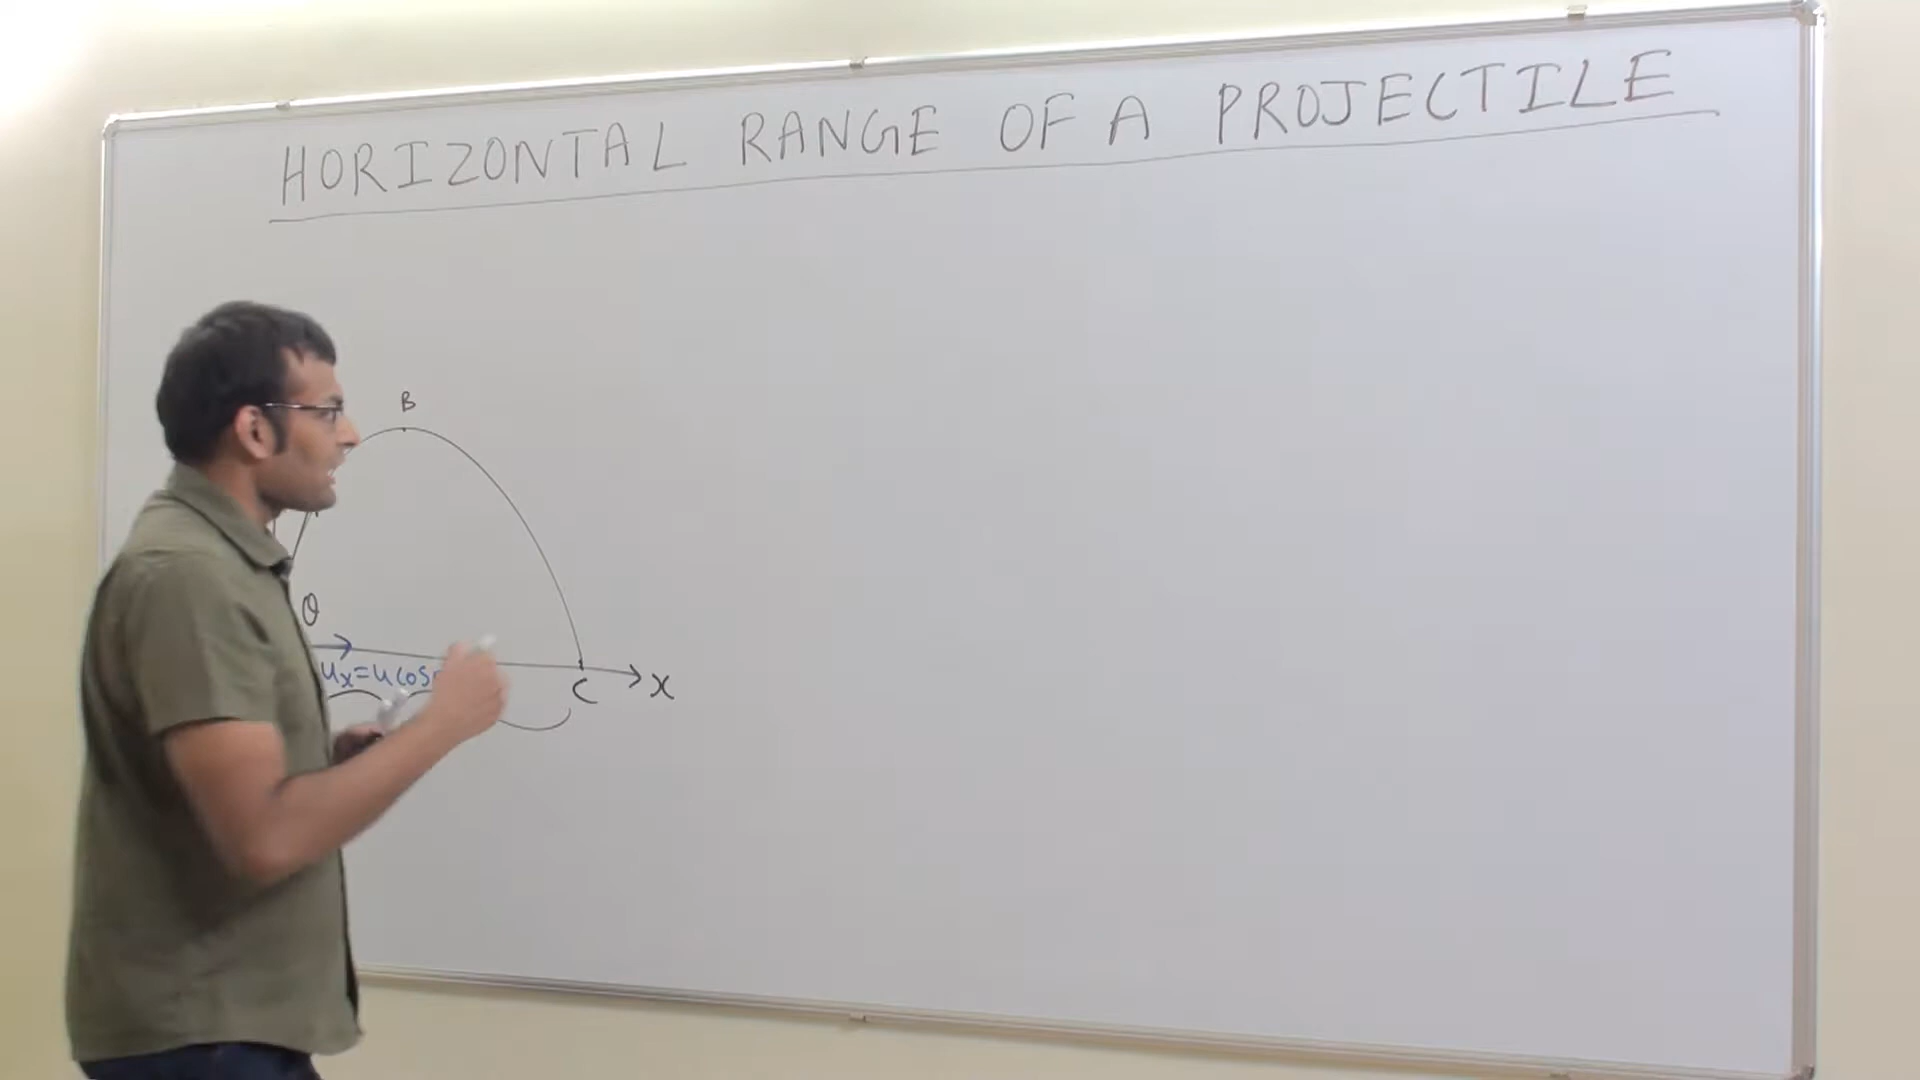 HORIZONTAL RANGE OF A PROJECTILE
B
θ
C
X